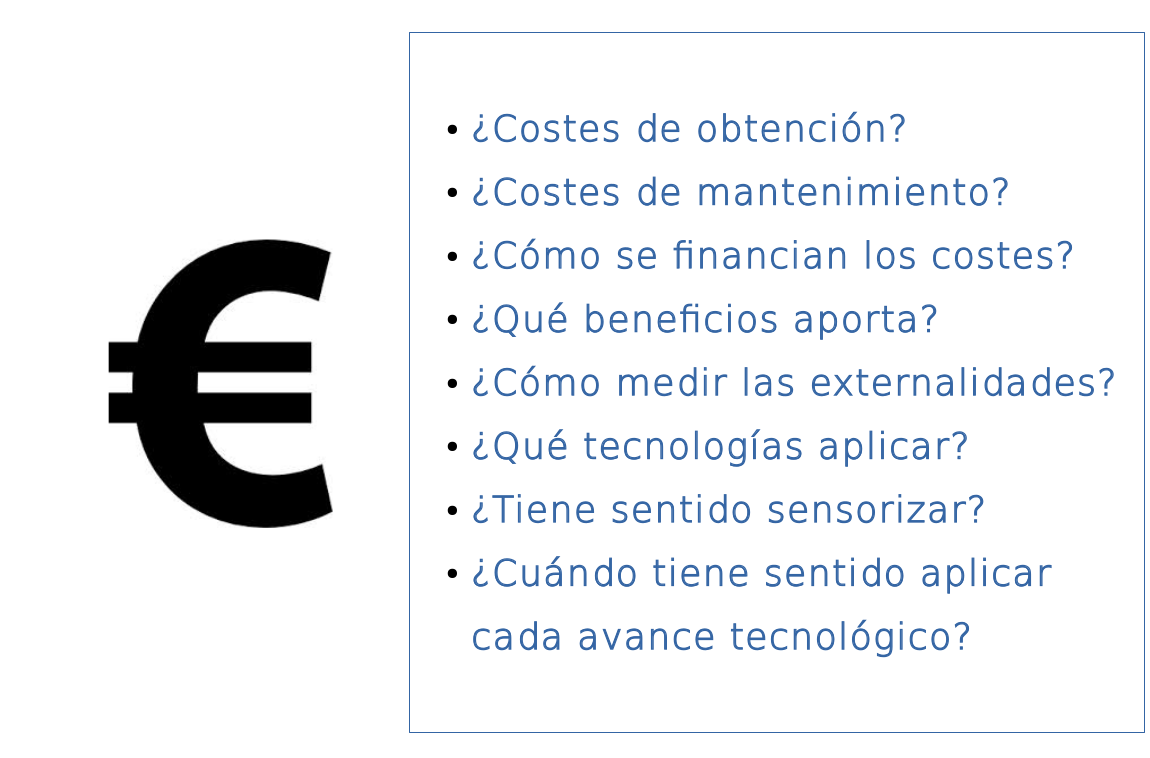 €
• ¿Costes de obtención?
• ¿Costes de mantenimiento?
• ¿Cómo se financian los costes?
• ¿Qué beneficios aporta?
• ¿Cómo medir las externalidades?
• ¿Qué tecnologías aplicar?
• ¿Tiene sentido sensorizar?
• ¿Cuándo tiene sentido aplicar
cada avance tecnológico?